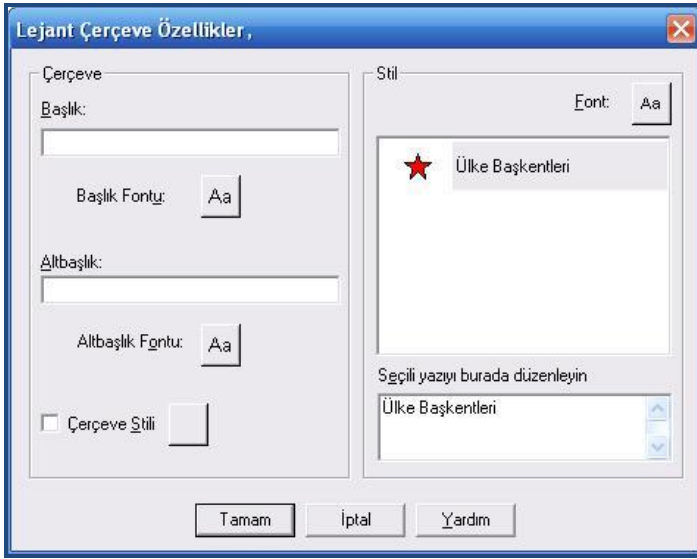 Lejant Çerçeve Özellikler,
Çerçeve
Başlık:
Başlık Fontu:
Aa
Altbaşlık:
Altbaşlık Fontu:
Aa
Çerçeve Stili
Stil
Font:
Aa
Ülke Başkentleri
Seçili yazıyı burada düzenleyin
Ülke Başkentleri
Tamam
İptal
Yardım